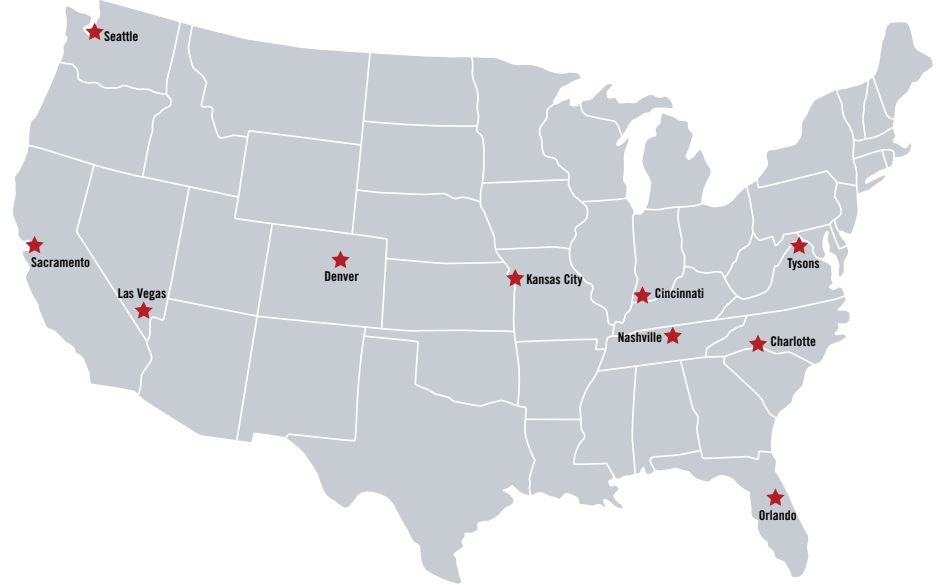 Seattle
Sacramento
Las Vegas
Denver
Kansas City
Cincinnati
Nashville
Tysons
Charlotte
Orlando